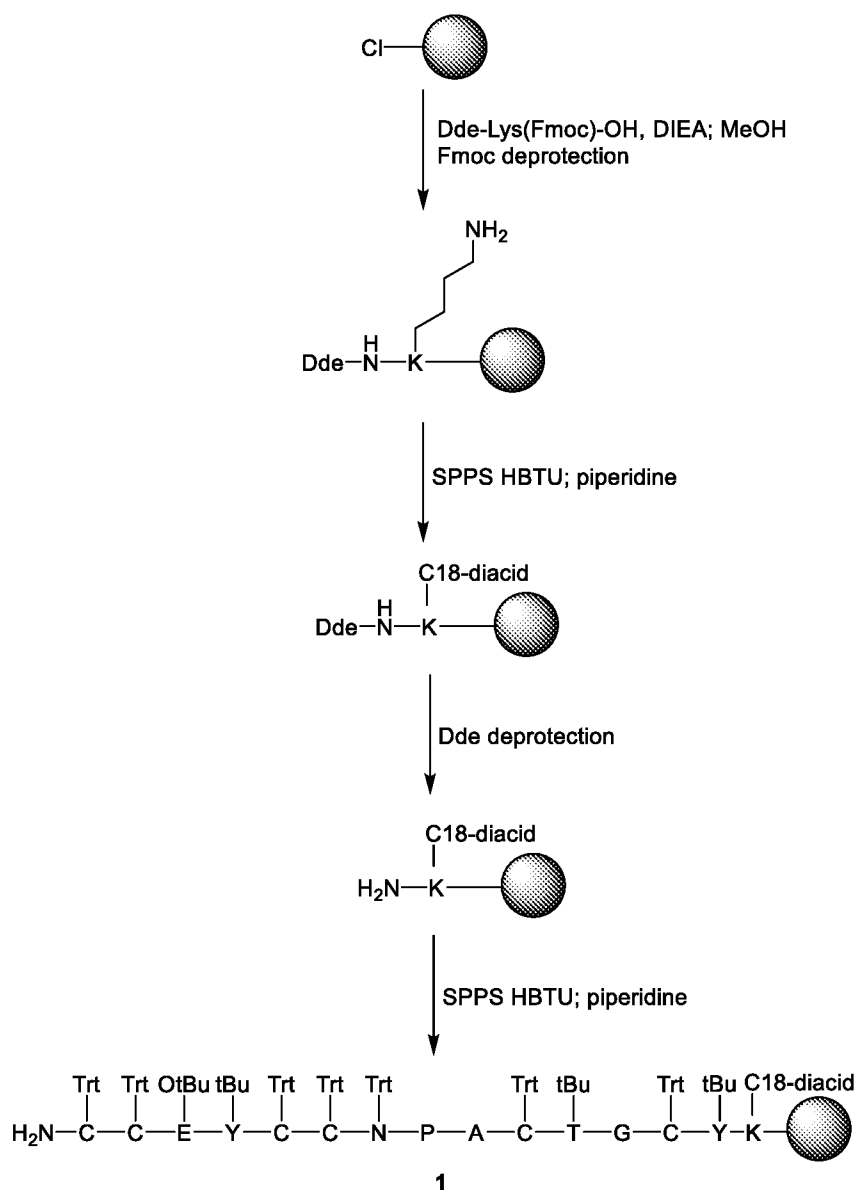 Cl
Dde-Lys(Fmoc)-OH, DIEA; MeOH
Fmoc deprotection
NH2
H
Dde N K
SPPS HBTU; piperidine
C18-diacid
H
Dde N K
Dde deprotection
C18-diacid
H2N K
SPPS HBTU; piperidine
Trt Trt OtBu tBu Trt Trt Trt Trt tBu Trt tBu C18-diacid
H2N C C E Y C C N P A C T G C Y K
1